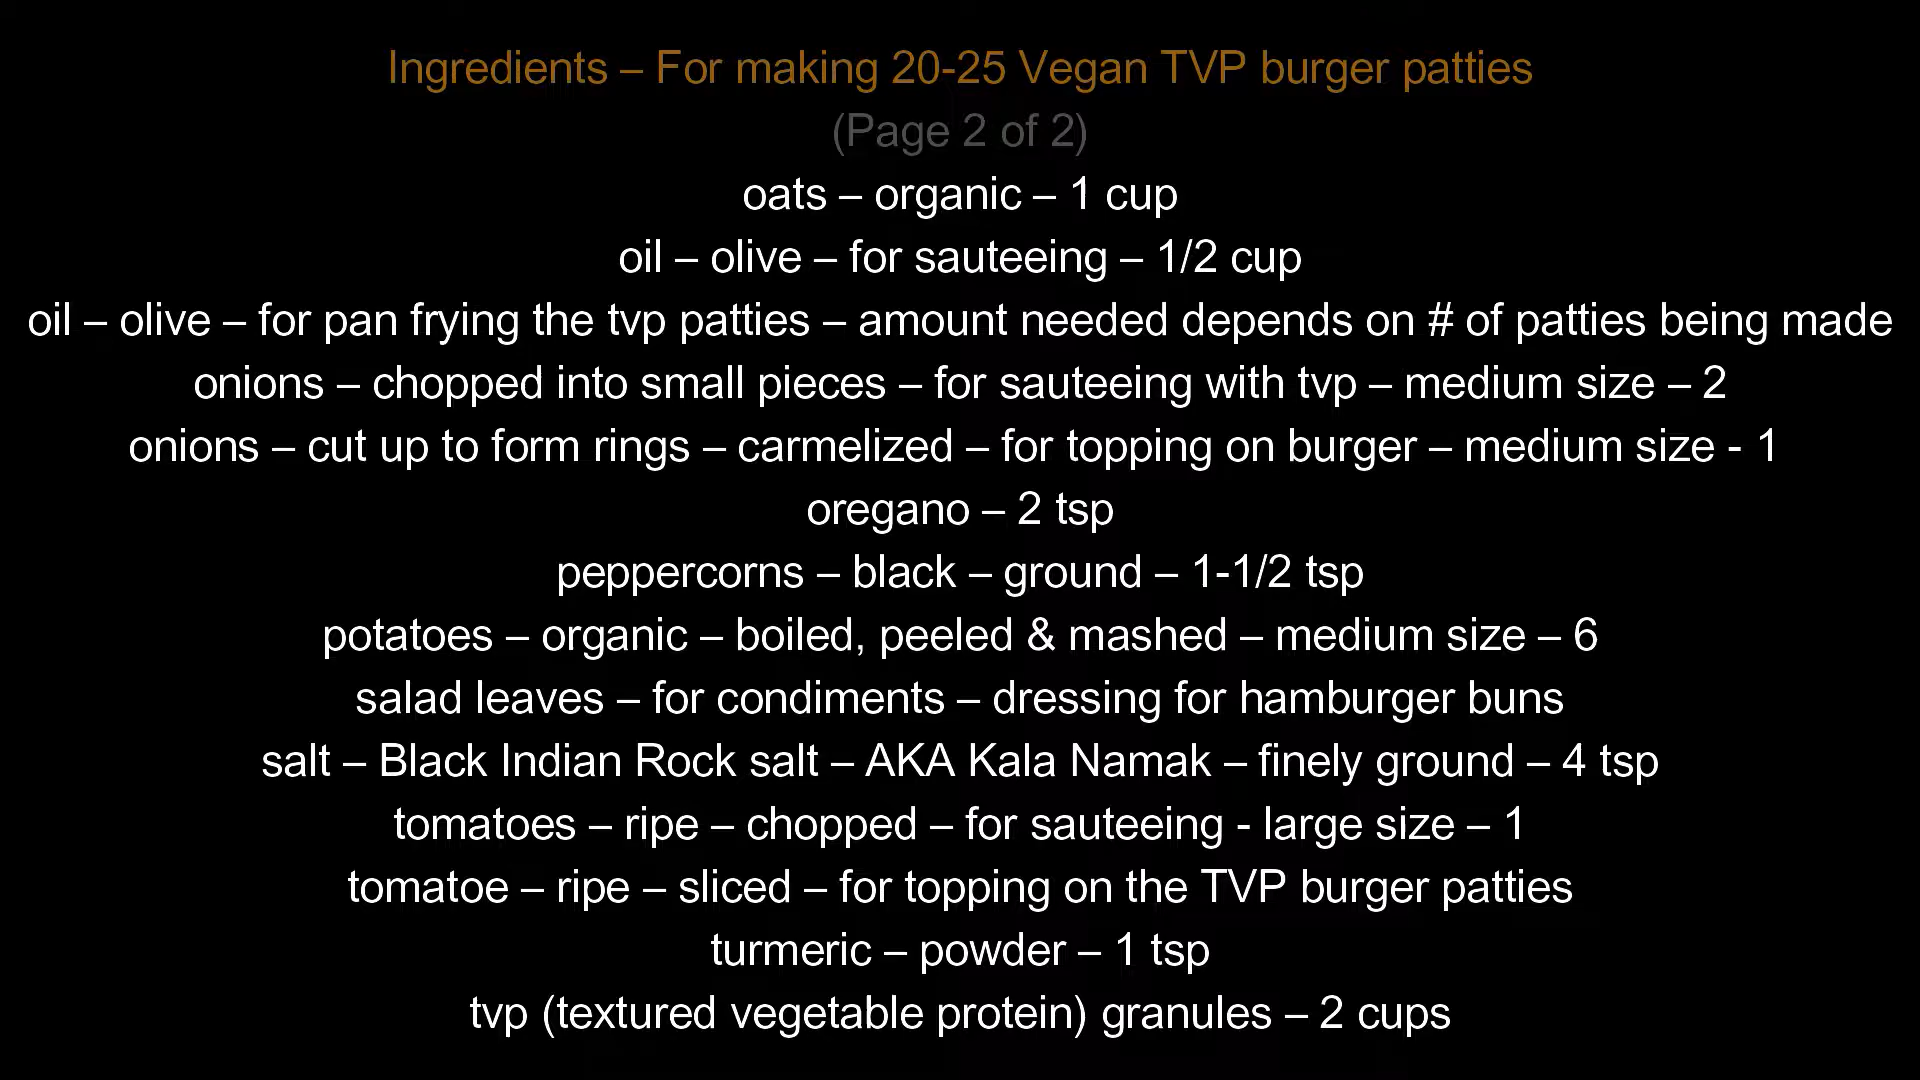 Ingredients – For making 20-25 Vegan TVP burger patties
(Page 2 of 2)
oats – organic – 1 cup
oil – olive – for sauteeing – 1/2 cup
oil – olive – for pan frying the tvp patties – amount needed depends on # of patties being made
onions – chopped into small pieces – for sauteeing with tvp – medium size – 2
onions – cut up to form rings – carmelized – for topping on burger – medium size - 1
oregano – 2 tsp
peppercorns – black – ground – 1-1/2 tsp
potatoes – organic – boiled, peeled & mashed – medium size – 6
salad leaves – for condiments – dressing for hamburger buns
salt – Black Indian Rock salt – AKA Kala Namak – finely ground – 4 tsp
tomatoes – ripe – chopped – for sauteeing - large size – 1
tomatoe – ripe – sliced – for topping on the TVP burger patties
turmeric – powder – 1 tsp
tvp (textured vegetable protein) granules – 2 cups